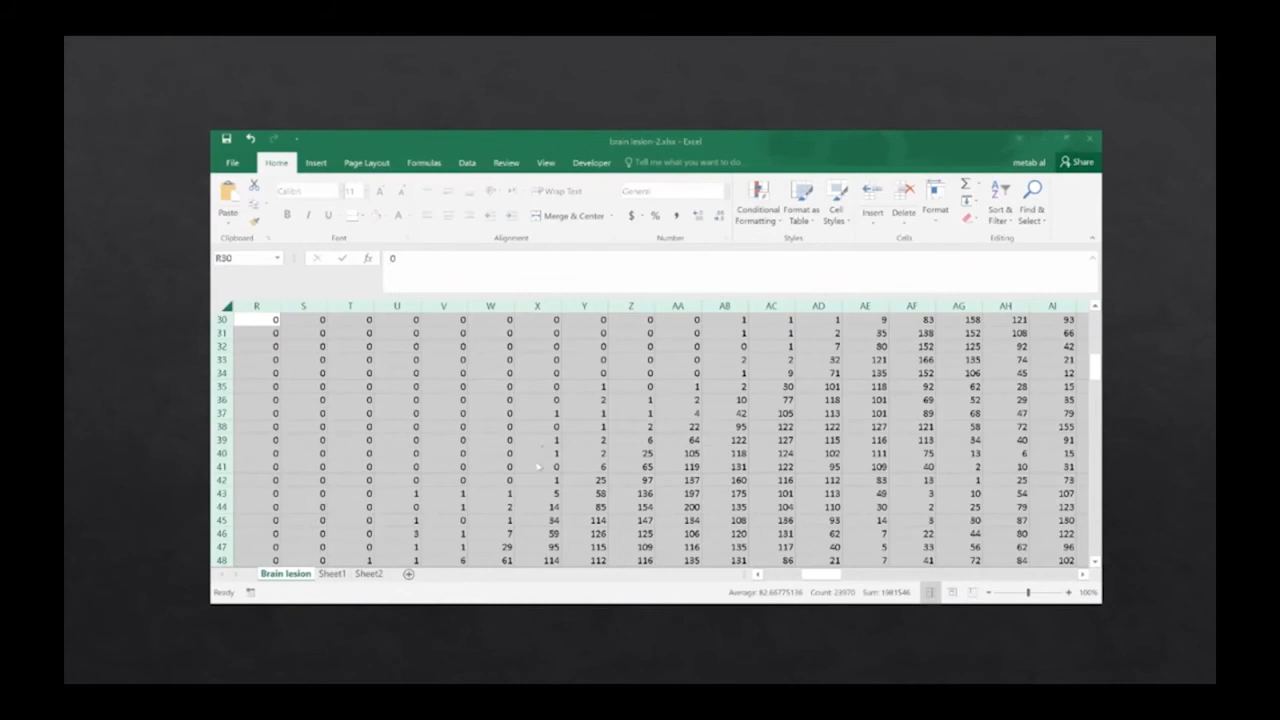 brain lesion-2.xlsx - Excel
File Home Insert Page Layout Formulas Data Review View Developer Tell me what you want to do. metab al Share
Calibri 11 Wrap Text General
Paste Merge & Center $ % Conditional Formatting Format as Table Cell Styles Insert Delete Format Sort & Filter Find & Select
B I U
Clipboard Font Alignment Number Styles Cells Editing
R30 fx 0
R S T U V W X Y Z AA AB AC AD AE AF AG AH AI
30 0 0 0 0 0 0 0 0 0 0 1 1 1 9 83 158 121 93
31 0 0 0 0 0 0 0 0 0 0 1 1 2 35 138 152 108 66
32 0 0 0 0 0 0 0 0 0 0 0 1 7 80 152 125 92 42
33 0 0 0 0 0 0 0 0 0 0 2 2 32 121 166 135 74 21
34 0 0 0 0 0 0 0 0 0 0 1 9 71 135 152 106 45 12
35 0 0 0 0 0 0 0 1 0 1 2 30 101 118 92 62 28 15
36 0 0 0 0 0 0 0 2 1 2 10 77 118 101 69 52 29 35
37 0 0 0 0 0 0 1 1 1 4 42 105 113 101 89 68 47 79
38 0 0 0 0 0 0 0 1 2 22 95 122 122 127 121 58 72 155
39 0 0 0 0 0 0 1 2 6 64 122 127 115 116 113 34 40 91
40 0 0 0 0 0 0 1 2 25 105 118 124 102 111 75 13 6 15
41 0 0 0 0 0 0 0 6 65 119 131 122 95 109 40 2 10 31
42 0 0 0 0 0 0 1 25 97 137 160 116 112 83 13 1 25 73
43 0 0 0 1 1 1 5 58 136 197 175 101 113 49 3 10 54 107
44 0 0 0 0 1 2 14 85 154 200 135 104 110 30 2 25 79 123
45 0 0 0 1 0 1 34 114 147 134 108 136 93 14 3 30 87 130
46 0 0 0 3 1 7 59 126 125 106 120 131 62 7 22 44 80 122
47 0 0 0 1 1 29 95 115 109 116 135 117 40 5 33 56 62 96
48 0 0 1 1 6 61 114 112 116 135 131 86 21 7 41 72 84 102
Brain lesion Sheet1 Sheet2
Ready Average: 82.66775136 Count: 23970 Sum: 1981546 100%